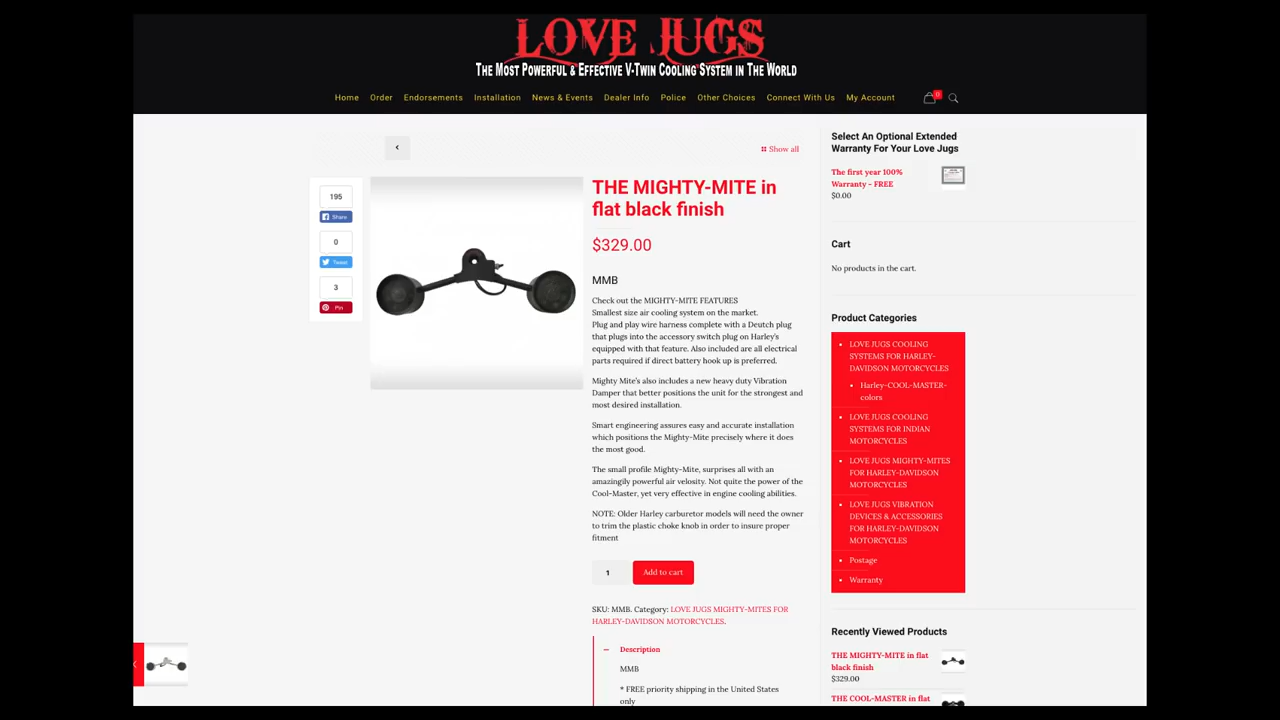 LOVE JUGS
THE MOST POWERFUL & EFFECTIVE V-TWIN COOLING SYSTEM IN THE WORLD
Home Order Endorsements Installation News & Events Dealer Info Police Other Choices Connect With Us My Account 0
Show all
195
Share
0
Tweet
3
Pin
THE MIGHTY-MITE in
flat black finish
$329.00
MMB
Check out the MIGHTY-MITE FEATURES
Smallest size air cooling system on the market.
Plug and play wire harness complete with a Deutch plug
that plugs into the accessory switch plug on Harley's
equipped with that feature. Also included are all electrical
parts required if direct battery hook up is preferred.
Mighty Mite's also includes a new heavy duty Vibration
Damper that better positions the unit for the strongest and
most desired installation.
Smart engineering assures easy and accurate installation
which positions the Mighty-Mite precisely where it does
the most good.
The small profile Mighty-Mite, surprises all with an
amazingily powerful air velosity. Not quite the power of the
Cool-Master, yet very effective in engine cooling abilities.
NOTE: Older Harley carburetor models will need the owner
to trim the plastic choke knob in order to insure proper
fitment
1 Add to cart
SKU: MMB. Category: LOVE JUGS MIGHTY-MITES FOR
HARLEY-DAVIDSON MOTORCYCLES.
Description
MMB
* FREE priority shipping in the United States
only
Select An Optional Extended
Warranty For Your Love Jugs
The first year 100%
Warranty - FREE
$0.00
Cart
No products in the cart.
Product Categories
LOVE JUGS COOLING
SYSTEMS FOR HARLEY-
DAVIDSON MOTORCYCLES
Harley-COOL-MASTER-
colors
LOVE JUGS COOLING
SYSTEMS FOR INDIAN
MOTORCYCLES
LOVE JUGS MIGHTY-MITES
FOR HARLEY-DAVIDSON
MOTORCYCLES
LOVE JUGS VIBRATION
DEVICES & ACCESSORIES
FOR HARLEY-DAVIDSON
MOTORCYCLES
Postage
Warranty
Recently Viewed Products
THE MIGHTY-MITE in flat
black finish
$329.00
THE COOL-MASTER in flat